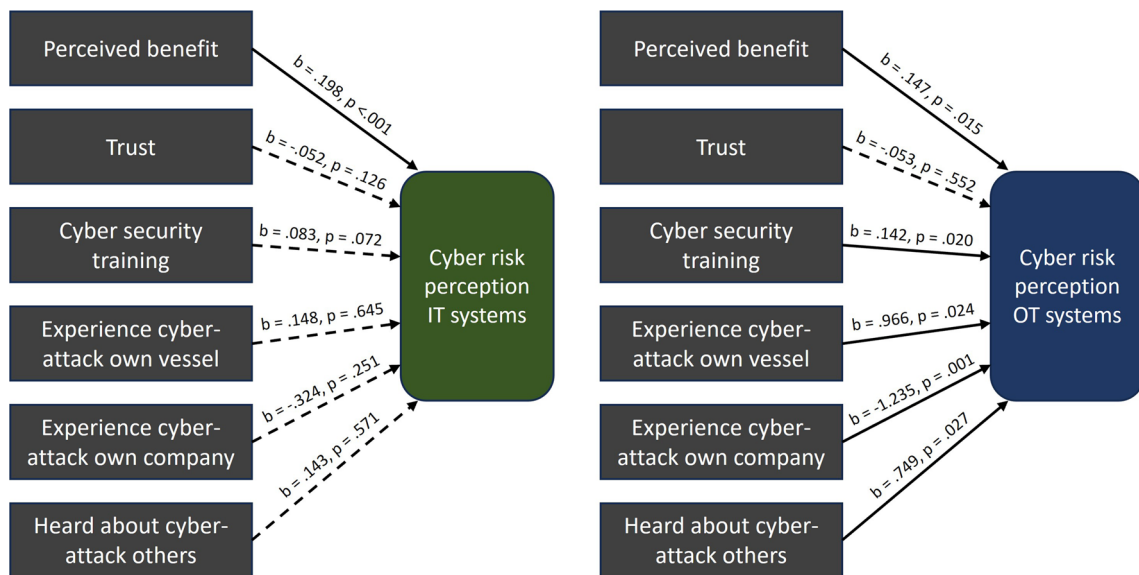 Perceived benefit
b = .198, p <.001
Trust
b = -.052, p = .126
Cyber security
training
b = .083, p = .072
Experience cyber-
attack own vessel
b = .148, p = .645
Experience cyber-
attack own company
b = -.324, p = .251
Heard about cyber-
attack others
b = .143, p = .571
Cyber risk
perception
IT systems
Perceived benefit
b = .147, p = .015
Trust
b = -.053, p = .552
Cyber security
training
b = .142, p = .020
Experience cyber-
attack own vessel
b = .966, p = .024
Experience cyber-
attack own company
b = -1.235, p = .001
Heard about cyber-
attack others
b = .749, p = .027
Cyber risk
perception
OT systems